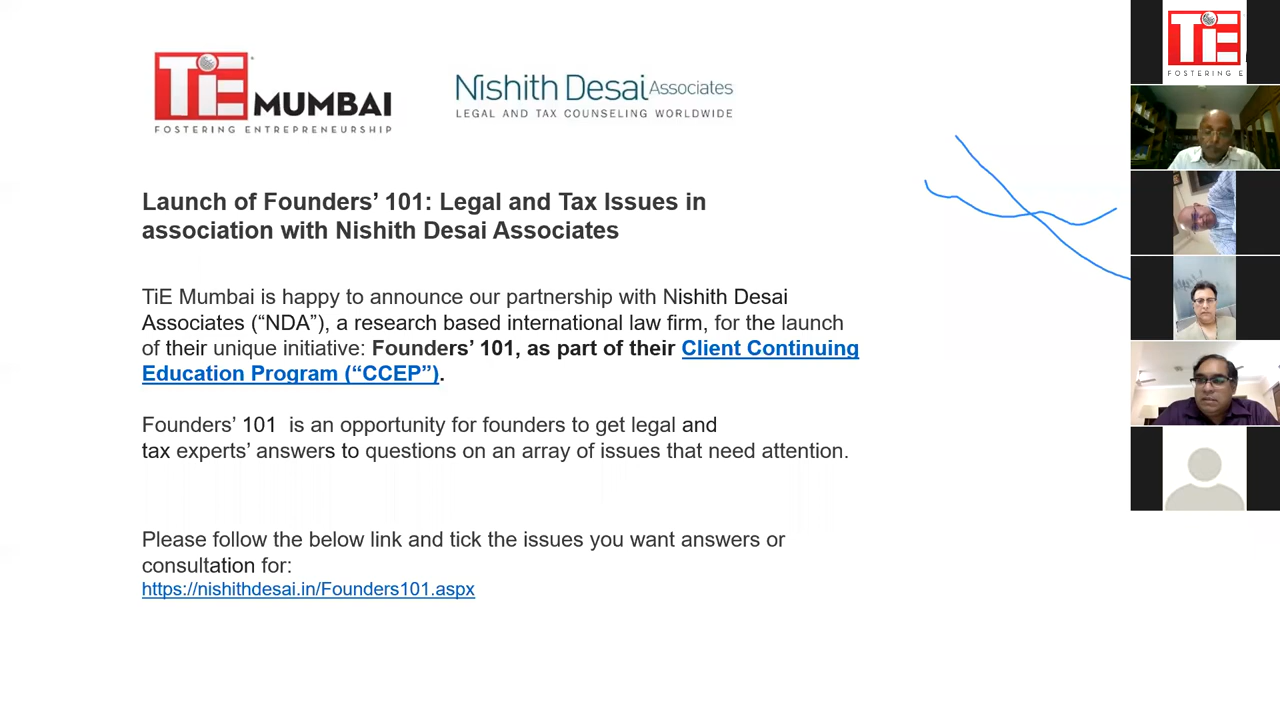 TiE MUMBAI
FOSTERING ENTREPRENEURSHIP
Nishith Desai Associates
LEGAL AND TAX COUNSELING WORLDWIDE
Launch of Founders’ 101: Legal and Tax Issues in
association with Nishith Desai Associates
TiE Mumbai is happy to announce our partnership with Nishith Desai
Associates (“NDA”), a research based international law firm, for the launch
of their unique initiative: Founders’ 101, as part of their Client Continuing
Education Program (“CCEP”).
Founders’ 101  is an opportunity for founders to get legal and
tax experts’ answers to questions on an array of issues that need attention.
Please follow the below link and tick the issues you want answers or
consultation for:
https://nishithdesai.in/Founders101.aspx
TiE
FOSTERING E